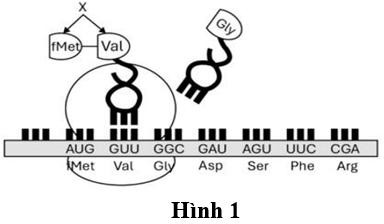 X
fMet Val
Gly
AUG GUU GGC GAU AGU UUC CGA
fMet Val Gly Asp Ser Phe Arg
Hình 1